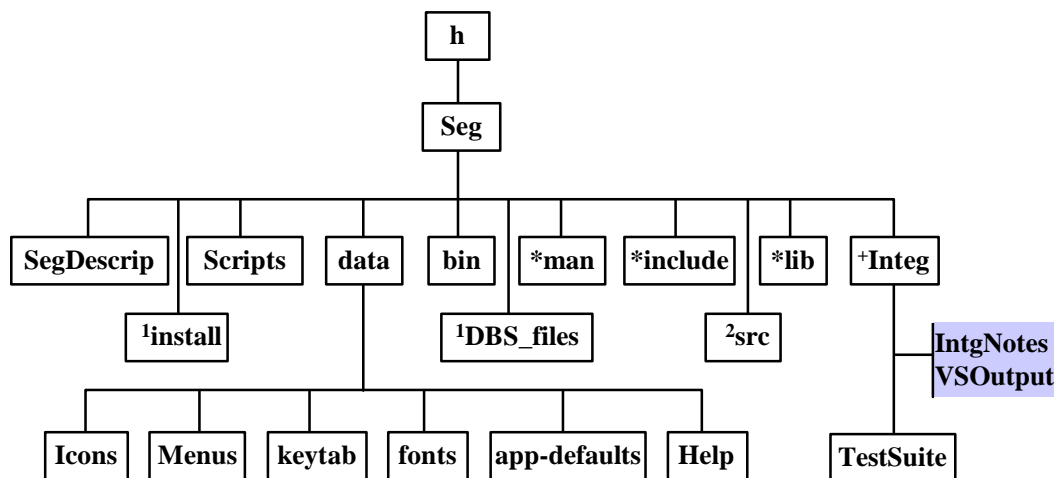 h
Seg
SegDescrip
Scripts
data
bin
*man
*include
*lib
+Integ
1install
1DBS_files
2src
IntgNotes
VSOutput
Icons
Menus
keytab
fonts
app-defaults
Help
TestSuite